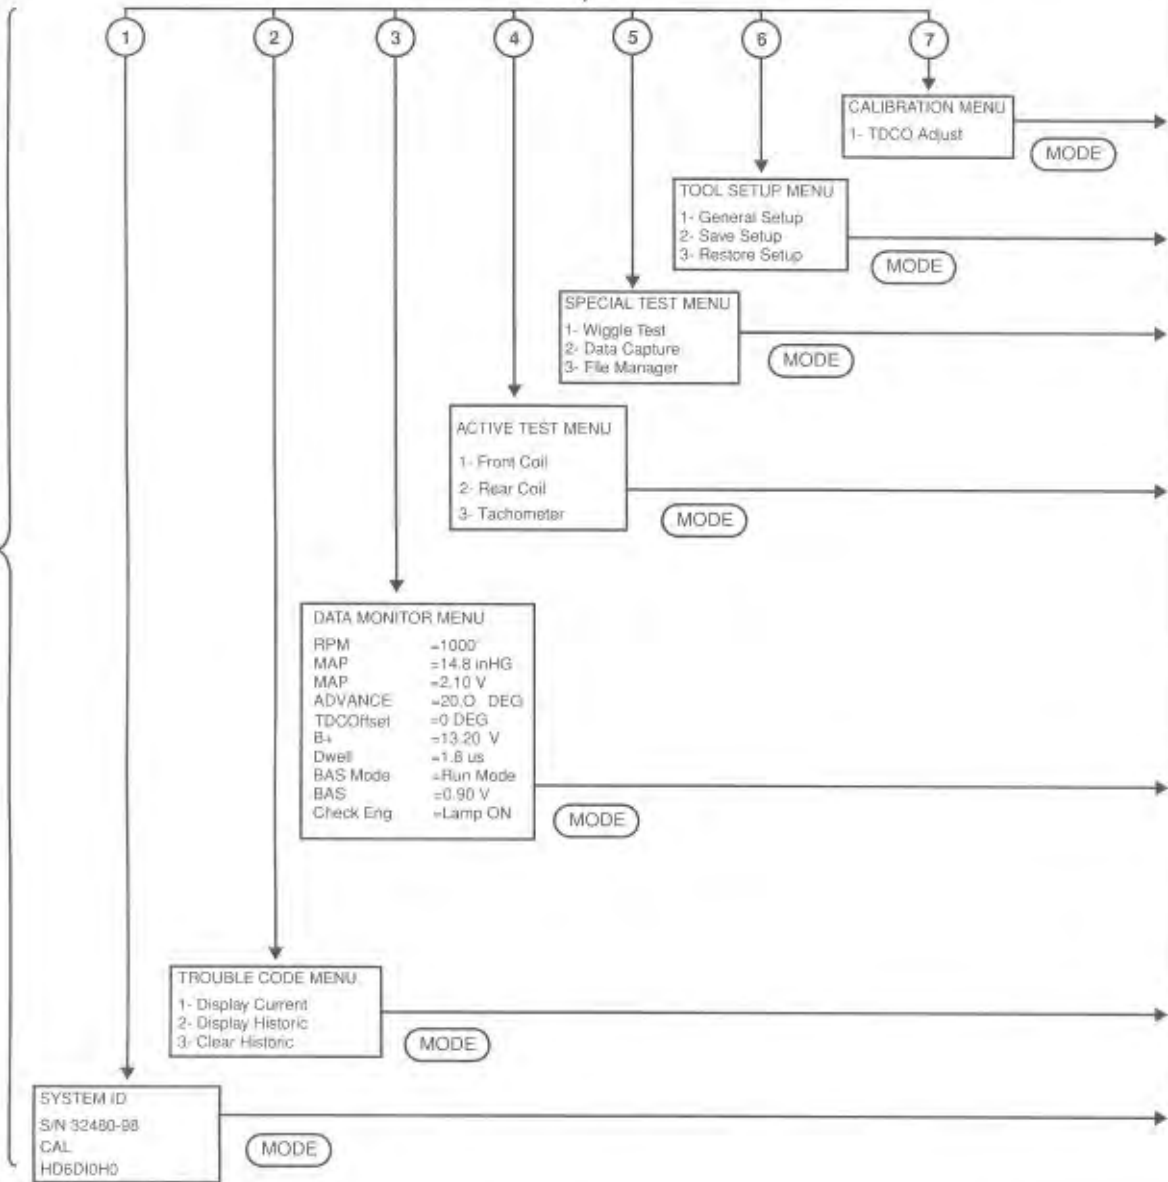 1 2 3 4 5 6 7
CALIBRATION MENU
1- TDCO Adjust
MODE
TOOL SETUP MENU
1- General Setup
2- Save Setup
3- Restore Setup
MODE
SPECIAL TEST MENU
1- Wiggle Test
2- Data Capture
3- File Manager
MODE
ACTIVE TEST MENU
1- Front Coil
2- Rear Coil
3- Tachometer
MODE
DATA MONITOR MENU
RPM =1000
MAP =14.8 inHG
MAP =2.10 V
ADVANCE =20.O DEG
TDCOffset =0 DEG
B+ =13.20 V
Dwell =1.8 us
BAS Mode =Run Mode
BAS =0.90 V
Check Eng =Lamp ON
MODE
TROUBLE CODE MENU
1- Display Current
2- Display Historic
3- Clear Historic
MODE
SYSTEM ID
S/N 32480-98
CAL
HD6DI0H0
MODE